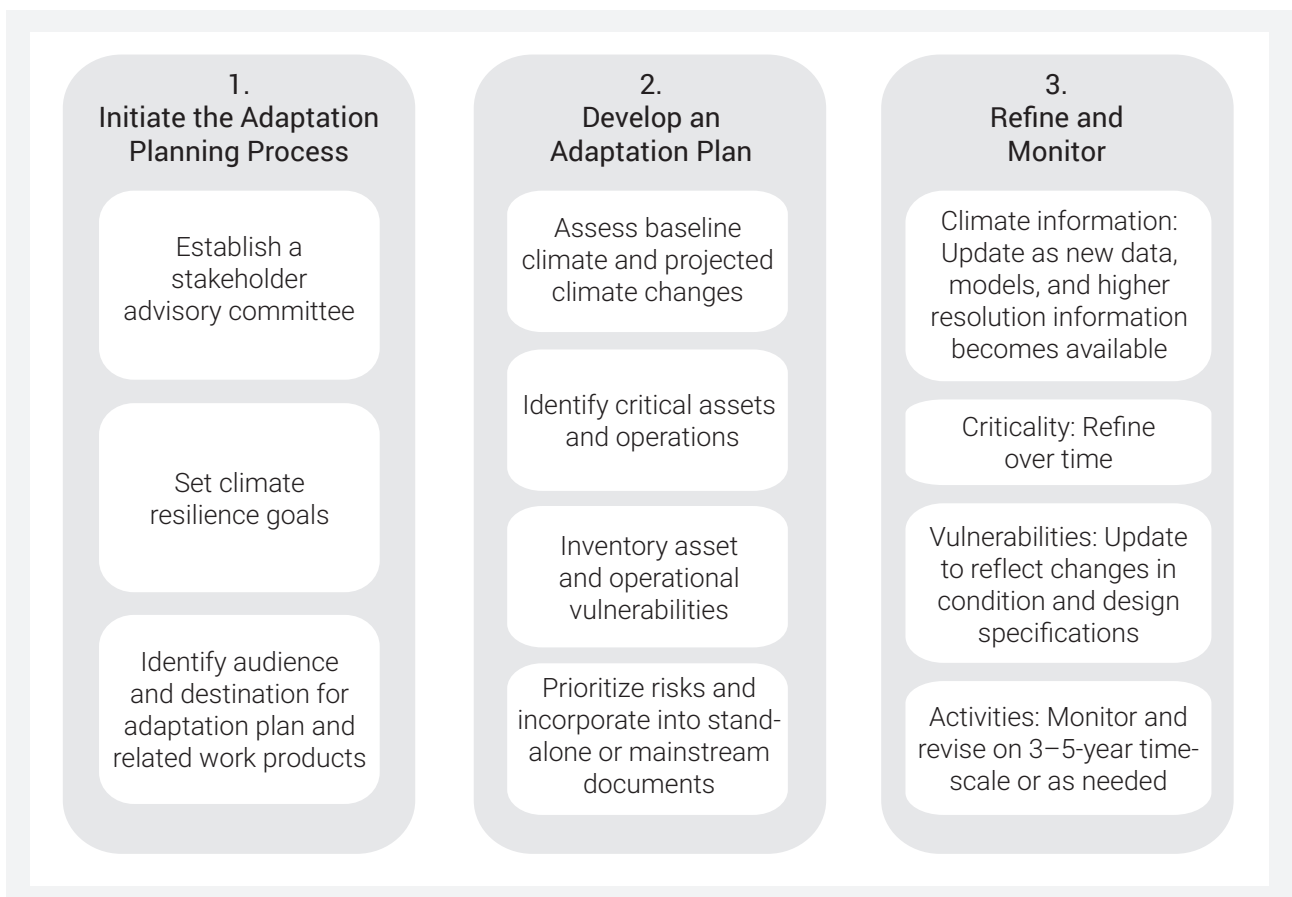 1.
Initiate the Adaptation
Planning Process
Establish a
stakeholder
advisory committee
Set climate
resilience goals
Identify audience
and destination for
adaptation plan and
related work products
2.
Develop an
Adaptation Plan
Assess baseline
climate and projected
climate changes
Identify critical assets
and operations
Inventory asset
and operational
vulnerabilities
Prioritize risks and
incorporate into stand-
alone or mainstream
documents
3.
Refine and
Monitor
Climate information:
Update as new data,
models, and higher
resolution information
becomes available
Criticality: Refine
over time
Vulnerabilities: Update
to reflect changes in
condition and design
specifications
Activities: Monitor and
revise on 3–5-year time-
scale or as needed